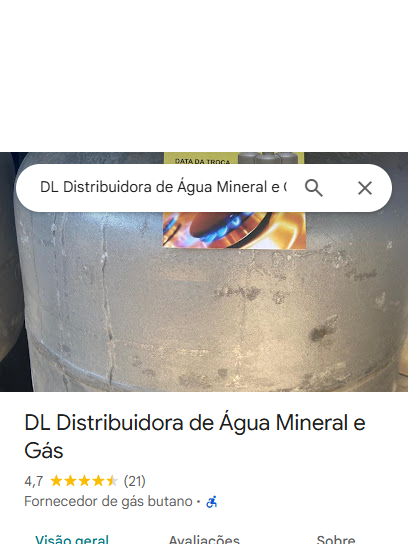 DATA DA TROCA
DL Distribuidora de Água Mineral e
DL Distribuidora de Água Mineral e
Gás
4,7 (21)
Fornecedor de gás butano ·
Visão geral Avaliações Sobre